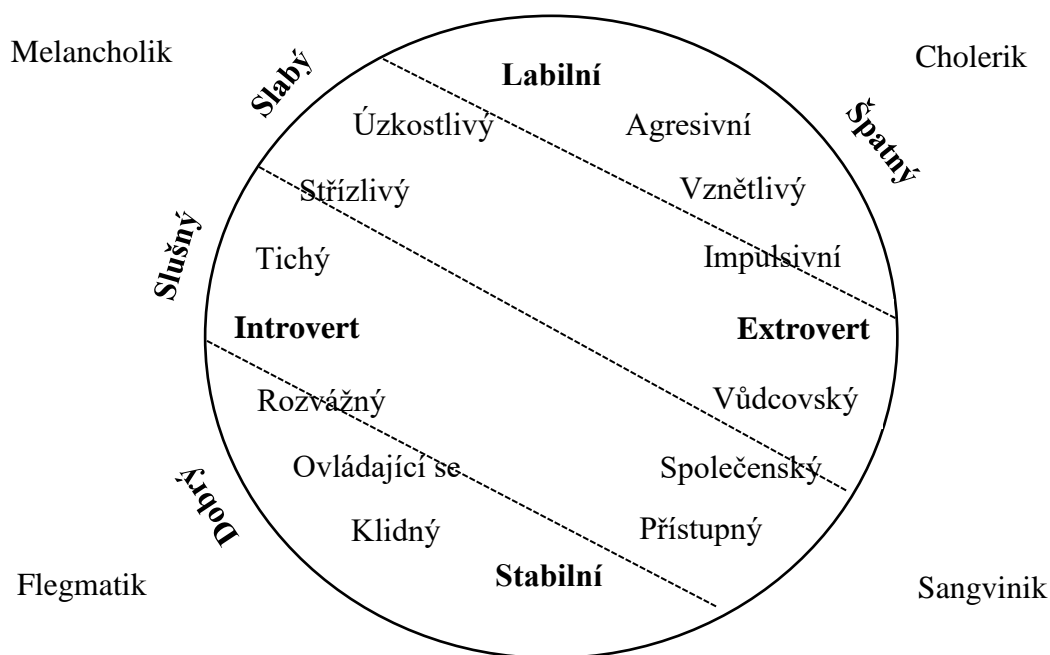 Melancholik
Cholerik
Slabý
Labilní
Špatný
Úzkostlivý
Agresivní
Střízlivý
Vznětlivý
Slušný
Tichý
Impulsivní
Introvert
Extrovert
Rozvážný
Vůdcovský
Ovládající se
Společenský
Dobrý
Klidný
Přístupný
Flegmatik
Stabilní
Sangvinik